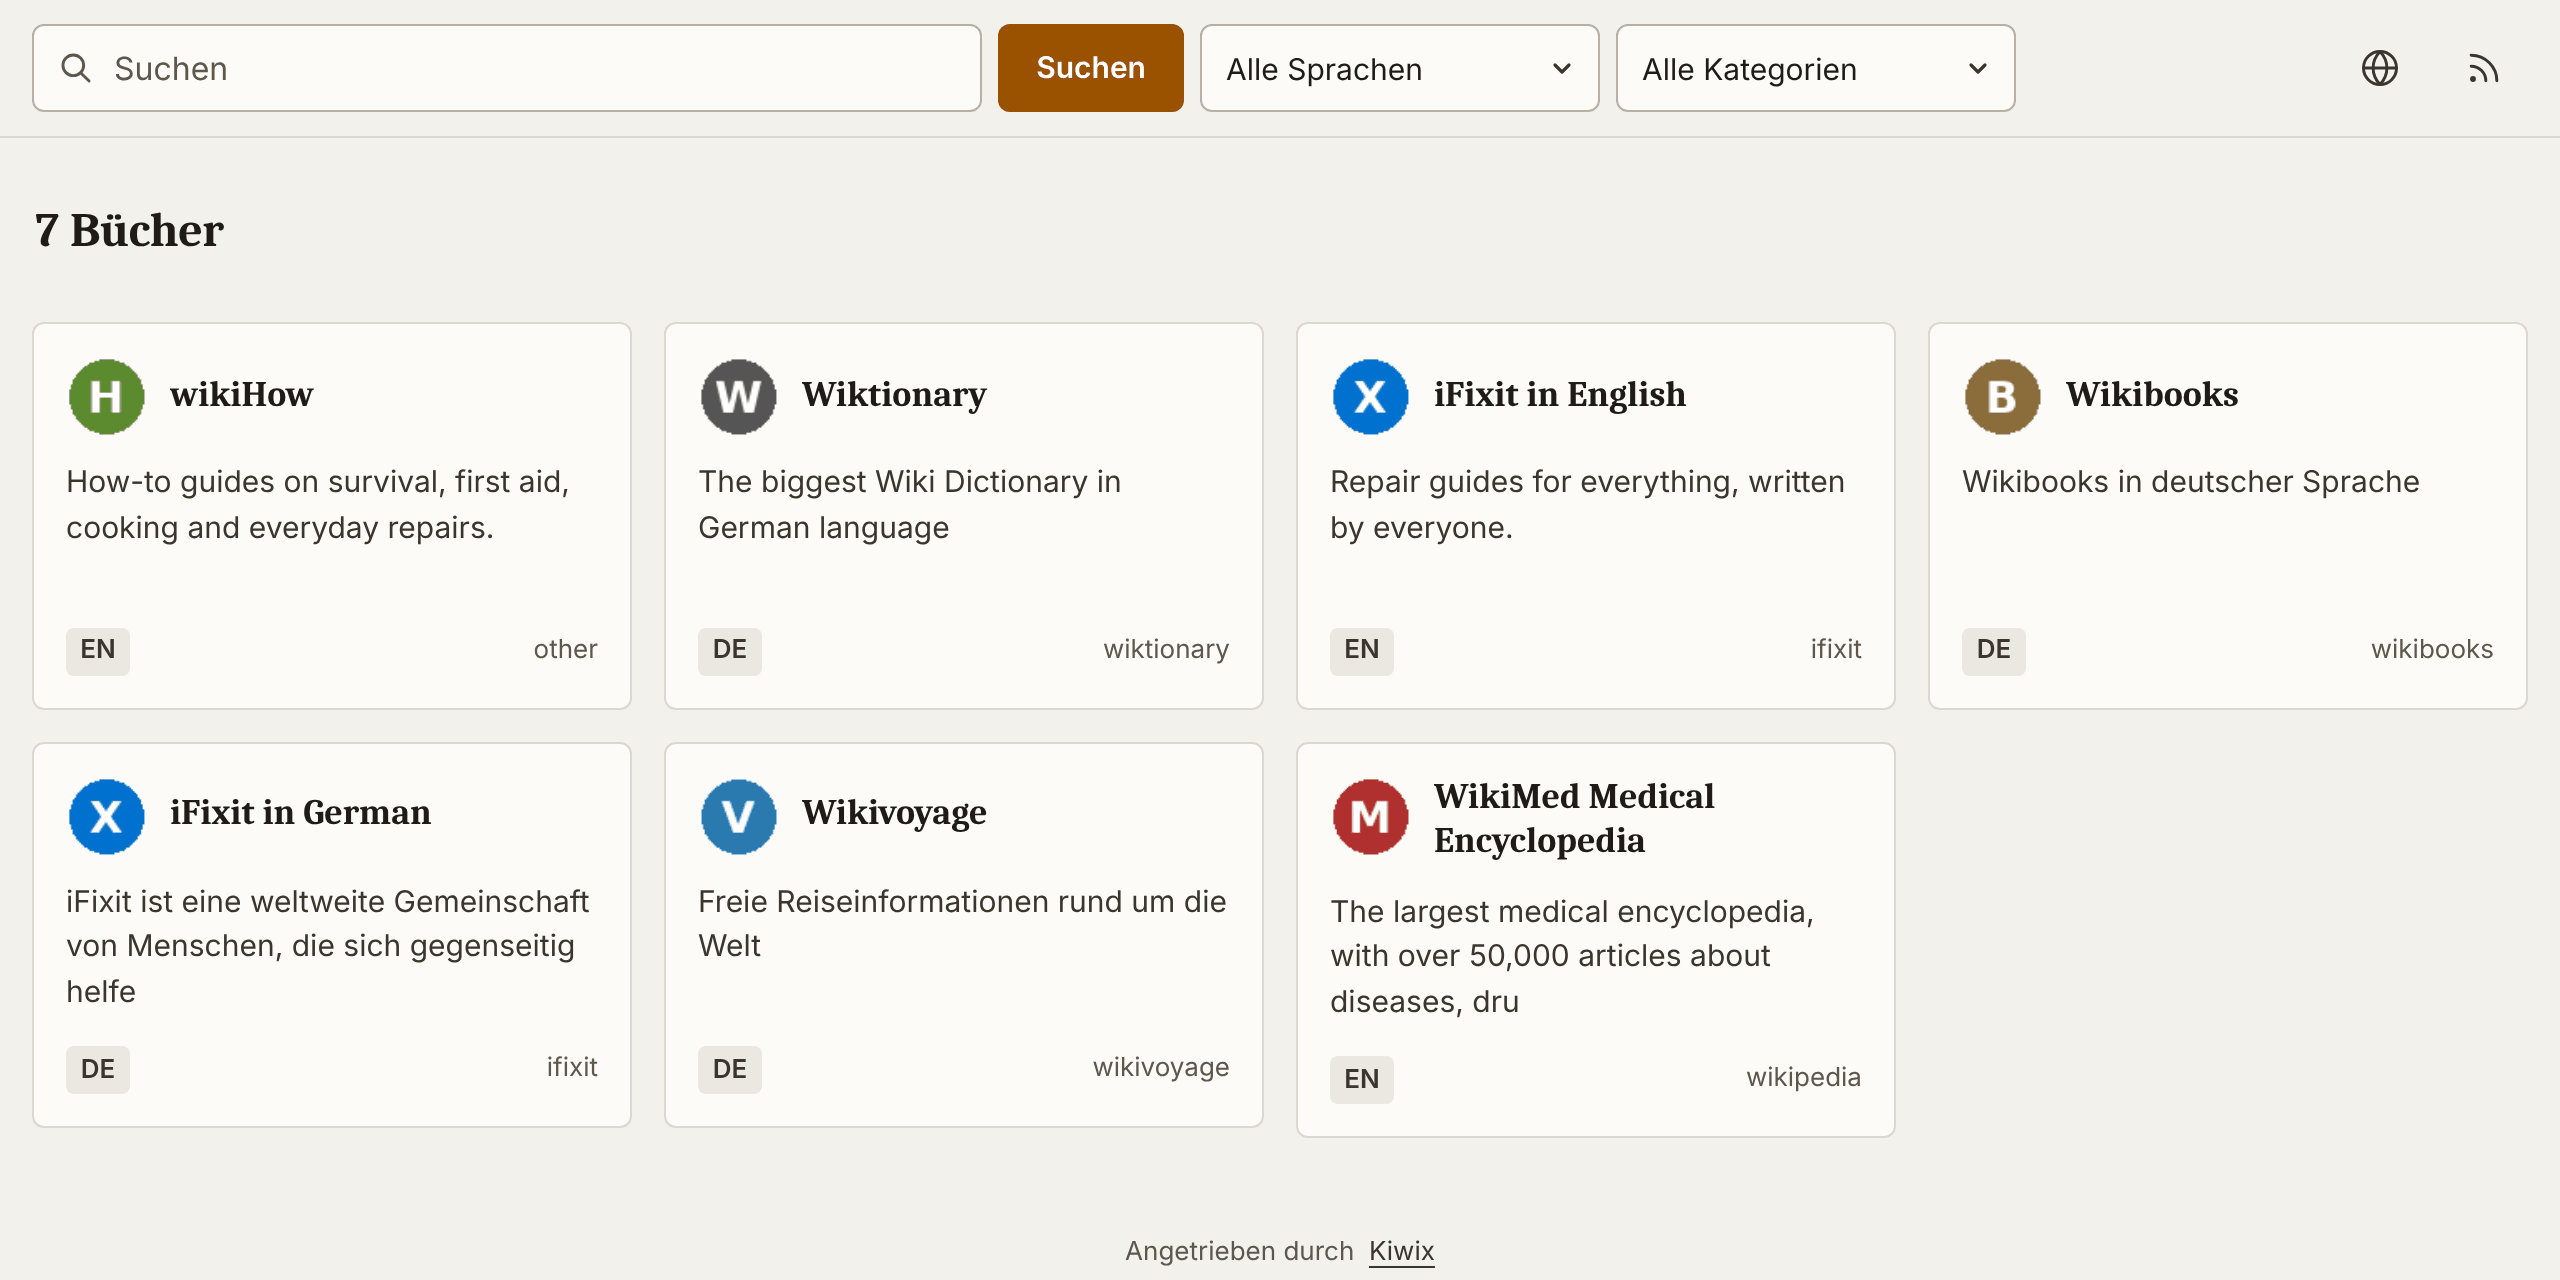 Suchen
Suchen
Alle Sprachen
Alle Kategorien
7 Bücher
H
wikiHow
How-to guides on survival, first aid,
cooking and everyday repairs.
EN
other
W
Wiktionary
The biggest Wiki Dictionary in
German language
DE
wiktionary
X
iFixit in English
Repair guides for everything, written
by everyone.
EN
ifixit
B
Wikibooks
Wikibooks in deutscher Sprache
DE
wikibooks
X
iFixit in German
iFixit ist eine weltweite Gemeinschaft
von Menschen, die sich gegenseitig
helfe
DE
ifixit
V
Wikivoyage
Freie Reiseinformationen rund um die
Welt
DE
wikivoyage
M
WikiMed Medical
Encyclopedia
The largest medical encyclopedia,
with over 50,000 articles about
diseases, dru
EN
wikipedia
Angetrieben durch Kiwix